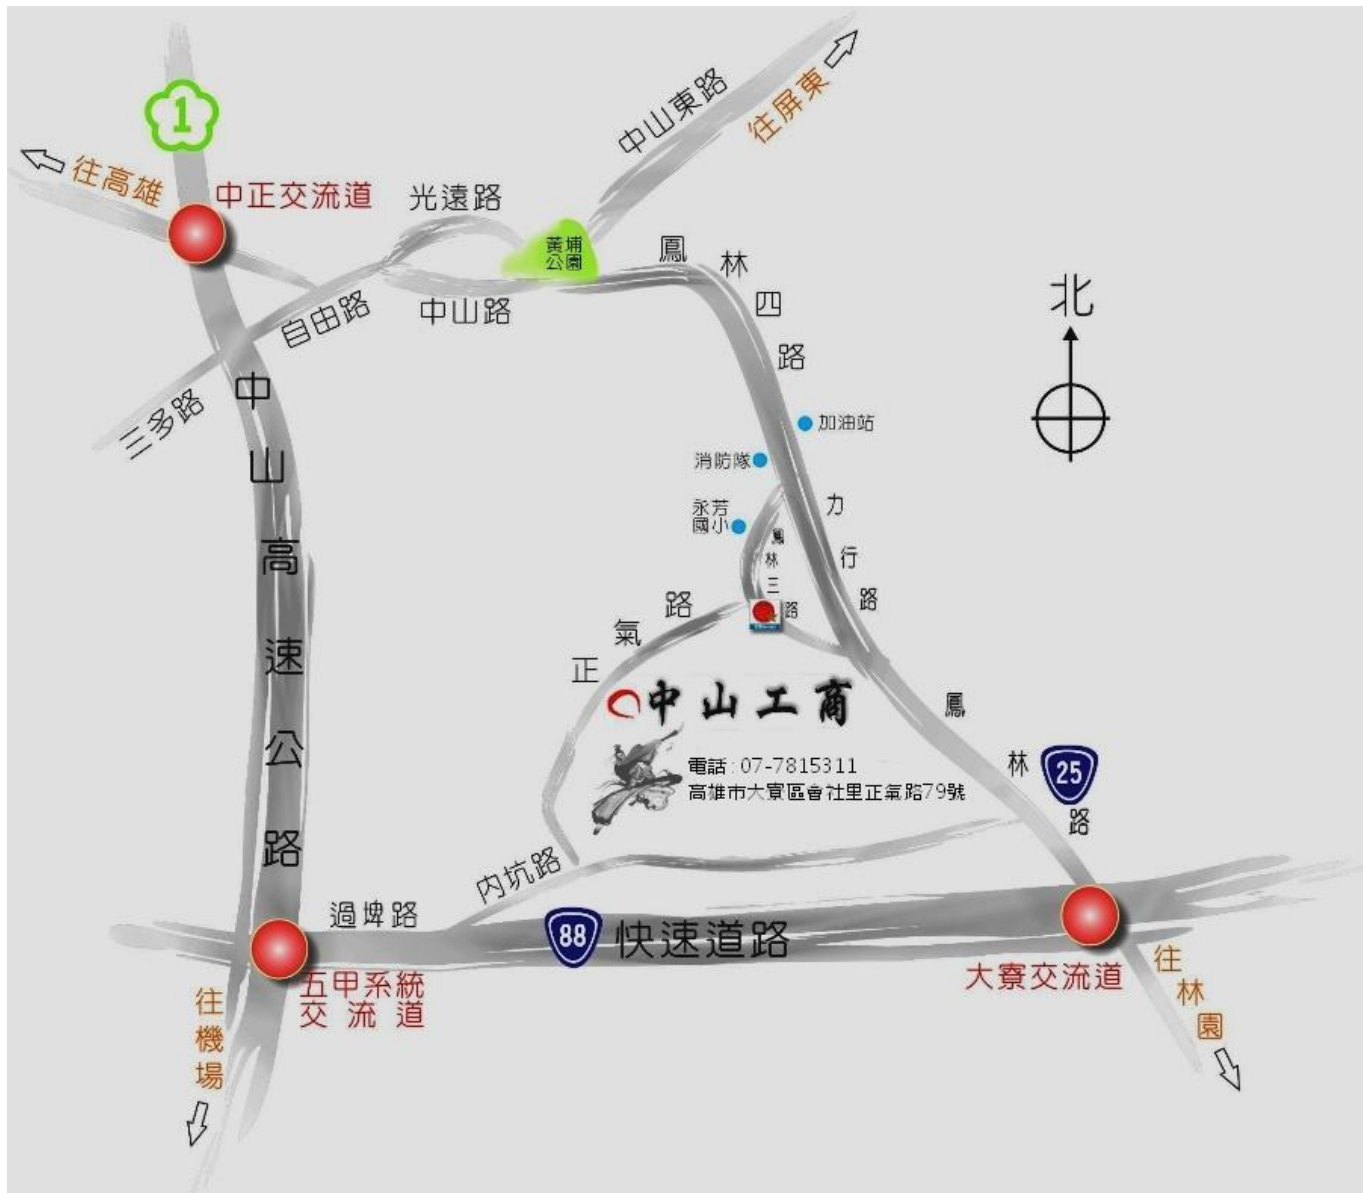 中山東路
往屏東
1
往高雄
中正交流道
光遠路
黃埔
公園
鳳林四路
北
自由路
中山路
三多路
加油站
消防隊
永芳
國小
力行路
鳳林三路
正氣路
中山高速公路
中山工商
電話:07-7815311
高雄市大寮區會社里正氣路79號
鳳林路
25
內坑路
過埤路
88
快速道路
五甲系統
交流道
大寮交流道
往機場
往林園